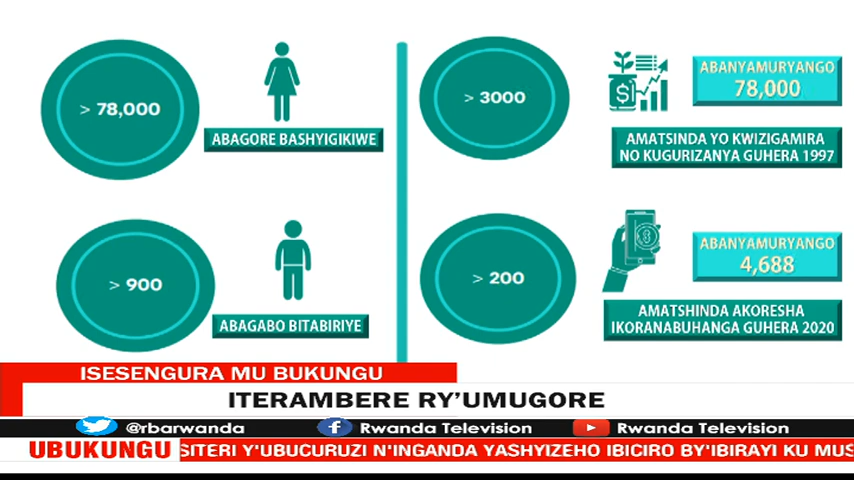 > 78,000
ABAGORE BASHYIGIKIWE
> 900
ABAGABO BITABIRIYE
> 3000
ABANYAMURYANGO
78,000
AMATSINDA YO KWIZIGAMIRA
NO KUGURIZANYA GUHERA 1997
> 200
ABANYAMURYANGO
4,688
AMATSHINDA AKORESHA
IKORANABUHANGA GUHERA 2020
ISESENGURA MU BUKUNGU
ITERAMBERE RY'UMUGORE
@rbarwanda
Rwanda Television
Rwanda Television
UBUKUNGU
SITERI Y'UBUCURUZI N'INGANDA YASHYIZEHO IBICIRO BY'IBIRAYI KU MUS